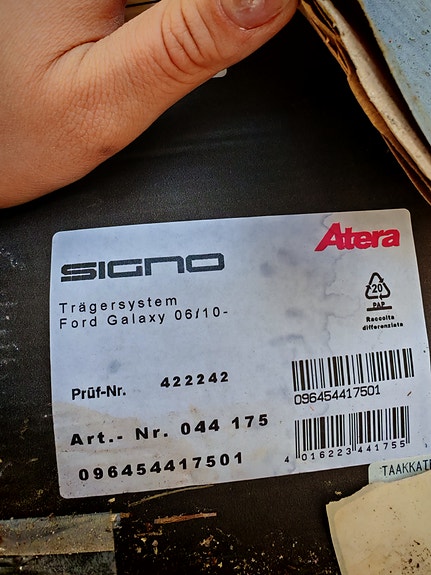 SIGNO
Atera
Trägersystem
Ford Galaxy 06/10-
20
PAP
Raccolta
differenziata
Prüf-Nr. 422242
096454417501
Art.- Nr. 044 175
096454417501
4 016223 441755